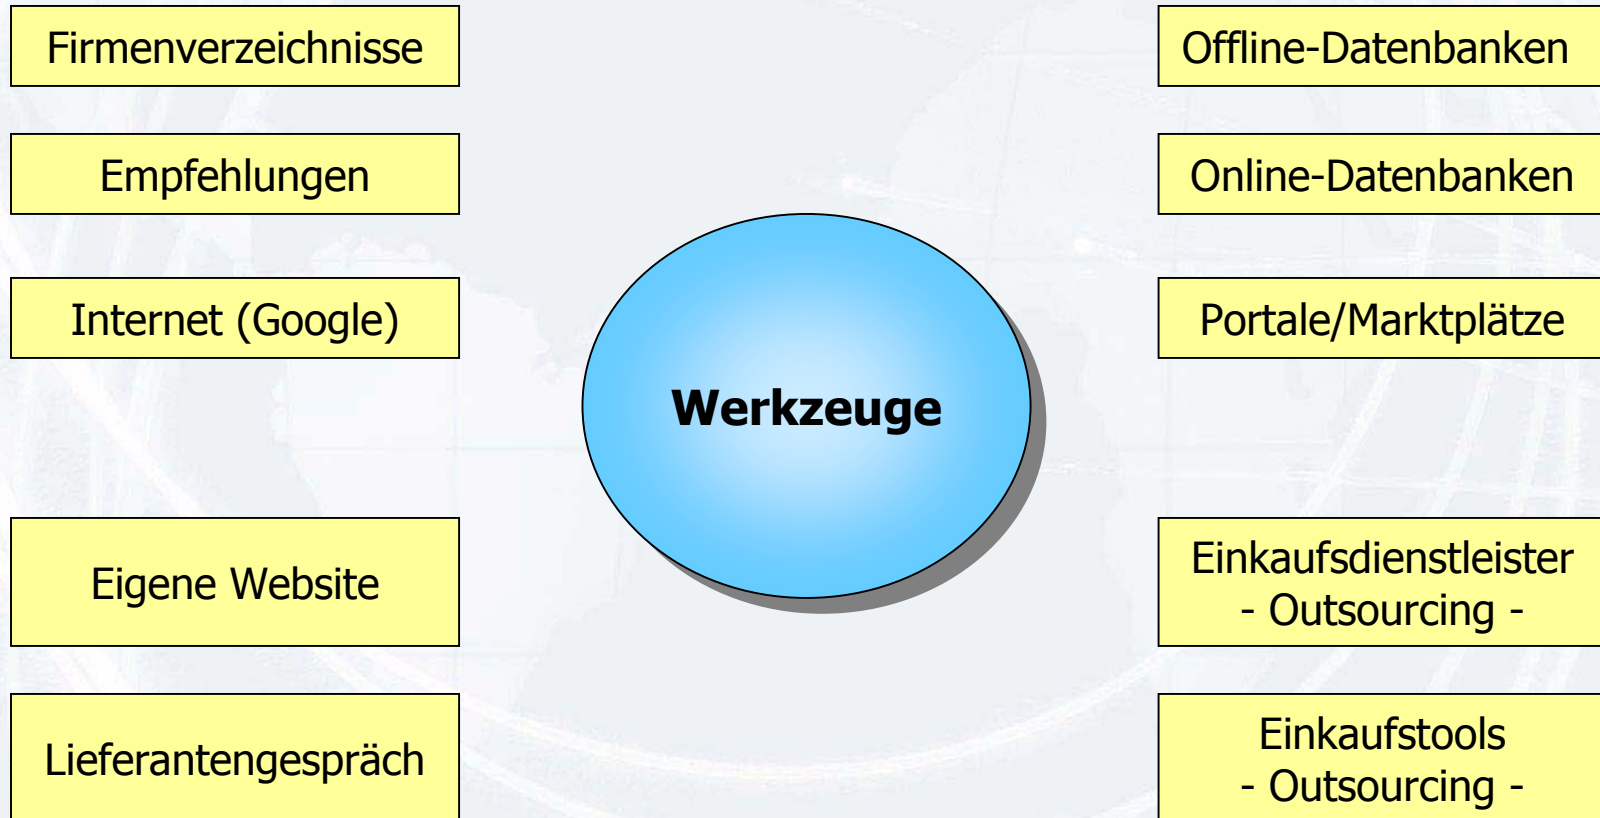 Firmenverzeichnisse
Empfehlungen
Internet (Google)
Eigene Website
Lieferantengespräch
Werkzeuge
Offline-Datenbanken
Online-Datenbanken
Portale/Marktplätze
Einkaufsdienstleister
- Outsourcing -
Einkaufstools
- Outsourcing -